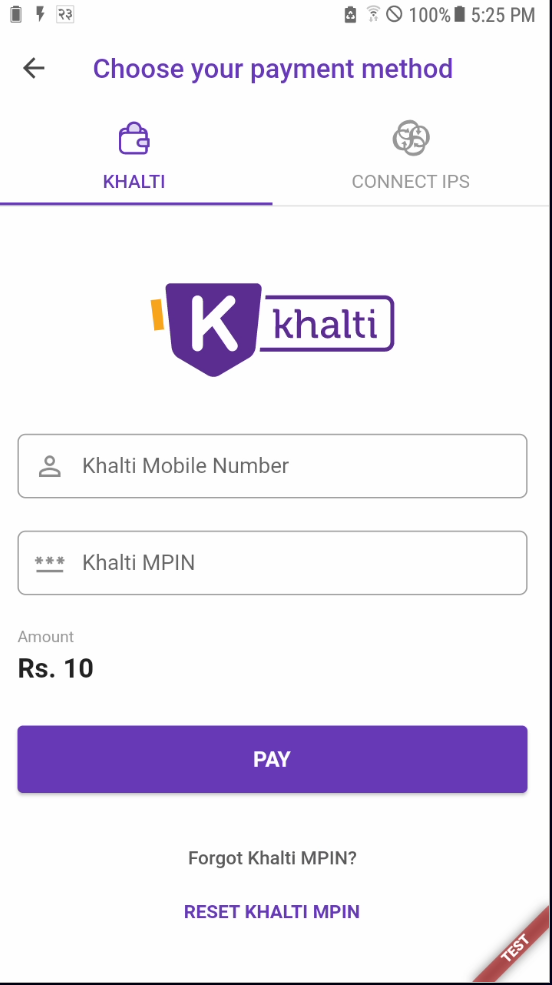 २३ 100% 5:25 PM
Choose your payment method
KHALTI
CONNECT IPS
K khalti
Khalti Mobile Number
*** Khalti MPIN
Amount
Rs. 10
PAY
Forgot Khalti MPIN?
RESET KHALTI MPIN
TEST